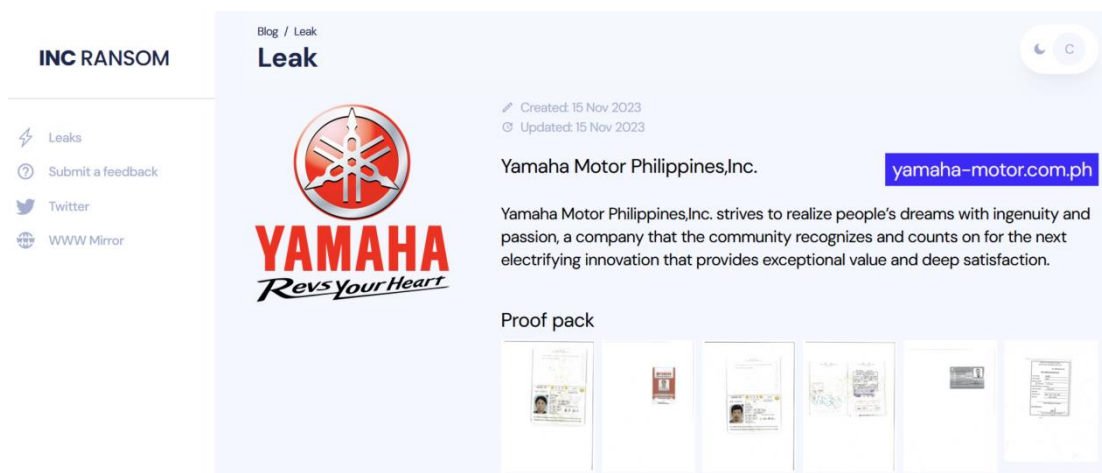 INC RANSOM
Leaks
Submit a feedback
Twitter
WWW Mirror
Blog / Leak
Leak
C
YAMAHA
Revs Your Heart
Created: 15 Nov 2023
Updated: 15 Nov 2023
Yamaha Motor Philippines,Inc.
yamaha-motor.com.ph
Yamaha Motor Philippines,Inc. strives to realize people's dreams with ingenuity and
passion, a company that the community recognizes and counts on for the next
electrifying innovation that provides exceptional value and deep satisfaction.
Proof pack